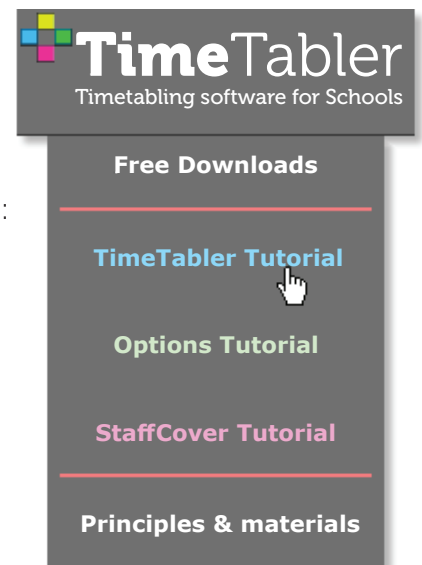 TimeTabler
Timetabling software for Schools
Free Downloads
:
TimeTabler Tutorial
Options Tutorial
StaffCover Tutorial
Principles & materials